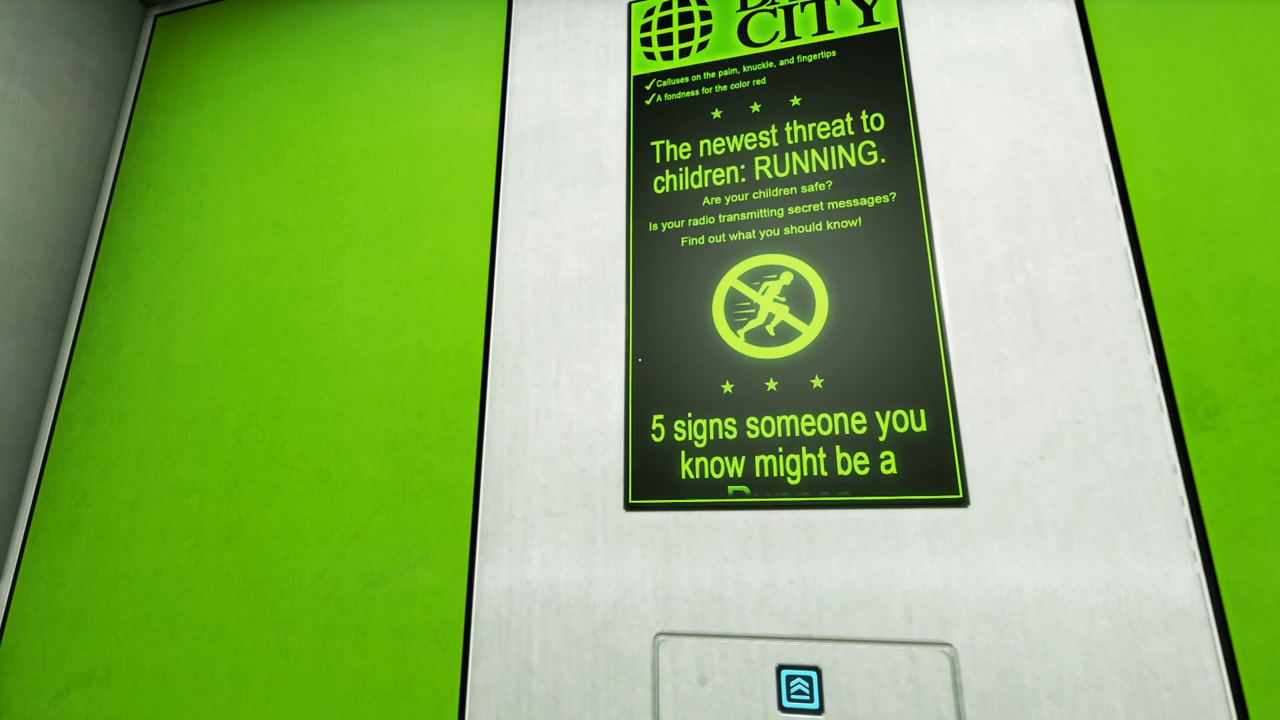 CITY
Calluses on the palm, knuckle, and fingertips
A fondness for the color red
The newest threat to
children: RUNNING.
Are your children safe?
Is your radio transmitting secret messages?
Find out what you should know!
5 signs someone you
know might be a